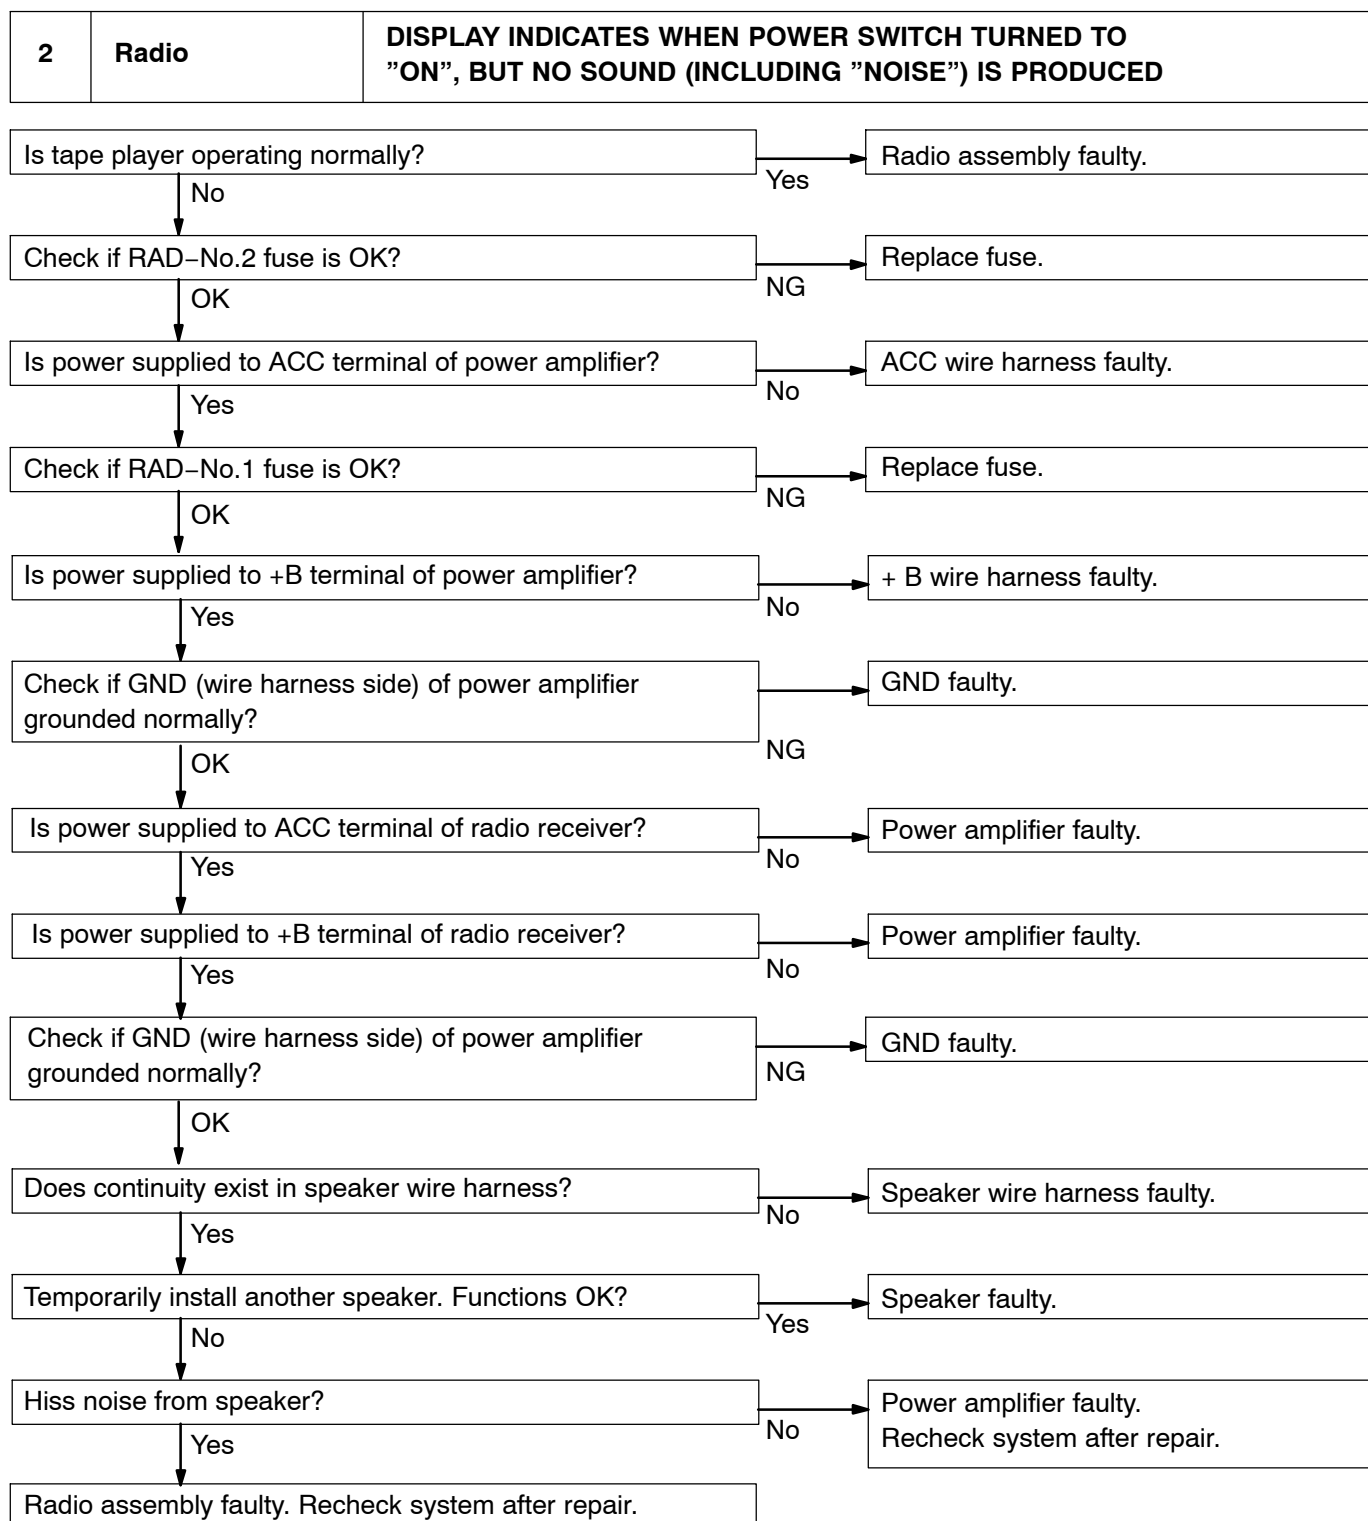 2 Radio DISPLAY INDICATES WHEN POWER SWITCH TURNED TO
”ON”, BUT NO SOUND (INCLUDING ”NOISE”) IS PRODUCED
Is tape player operating normally?
Yes
Radio assembly faulty.
No
Check if RAD–No.2 fuse is OK?
NG
Replace fuse.
OK
Is power supplied to ACC terminal of power amplifier?
No
ACC wire harness faulty.
Yes
Check if RAD–No.1 fuse is OK?
NG
Replace fuse.
OK
Is power supplied to +B terminal of power amplifier?
No
+ B wire harness faulty.
Yes
Check if GND (wire harness side) of power amplifier
grounded normally?
NG
GND faulty.
OK
Is power supplied to ACC terminal of radio receiver?
No
Power amplifier faulty.
Yes
Is power supplied to +B terminal of radio receiver?
No
Power amplifier faulty.
Yes
Check if GND (wire harness side) of power amplifier
grounded normally?
NG
GND faulty.
OK
Does continuity exist in speaker wire harness?
No
Speaker wire harness faulty.
Yes
Temporarily install another speaker. Functions OK?
Yes
Speaker faulty.
No
Hiss noise from speaker?
No
Power amplifier faulty.
Recheck system after repair.
Yes
Radio assembly faulty. Recheck system after repair.